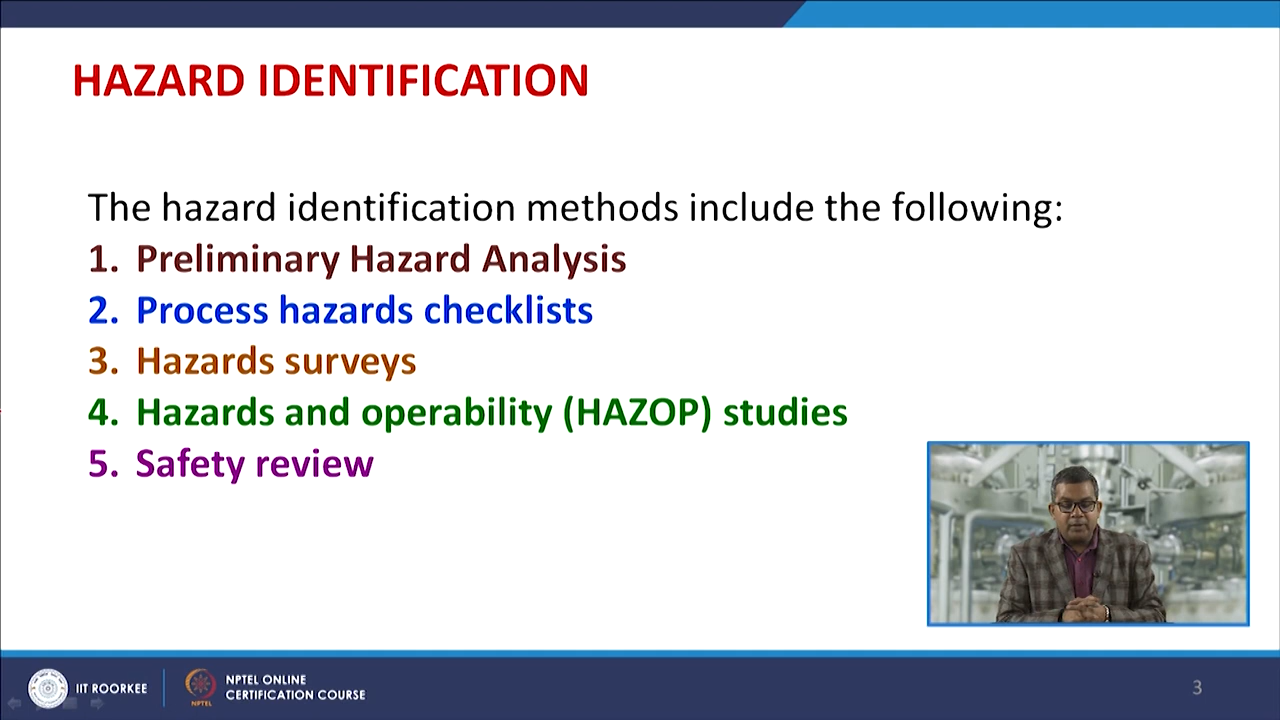 HAZARD IDENTIFICATION
The hazard identification methods include the following:
1. Preliminary Hazard Analysis
2. Process hazards checklists
3. Hazards surveys
4. Hazards and operability (HAZOP) studies
5. Safety review
IIT ROORKEE
NPTEL
NPTEL ONLINE
CERTIFICATION COURSE
3